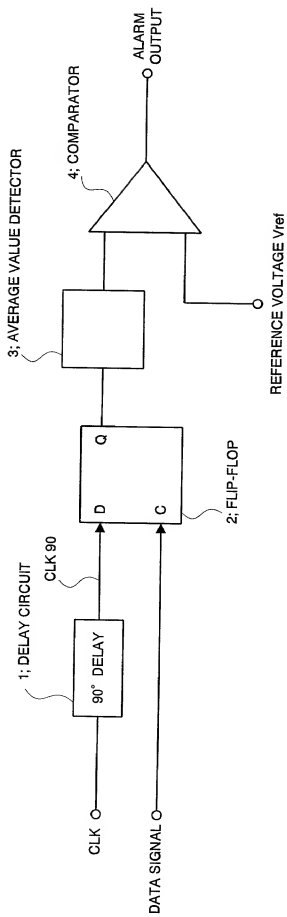 CLK
DATA SIGNAL
1; DELAY CIRCUIT
90° DELAY
CLK 90
D
C
Q
2; FLIP-FLOP
3; AVERAGE VALUE DETECTOR
4; COMPARATOR
REFERENCE VOLTAGE Vref
ALARM
OUTPUT